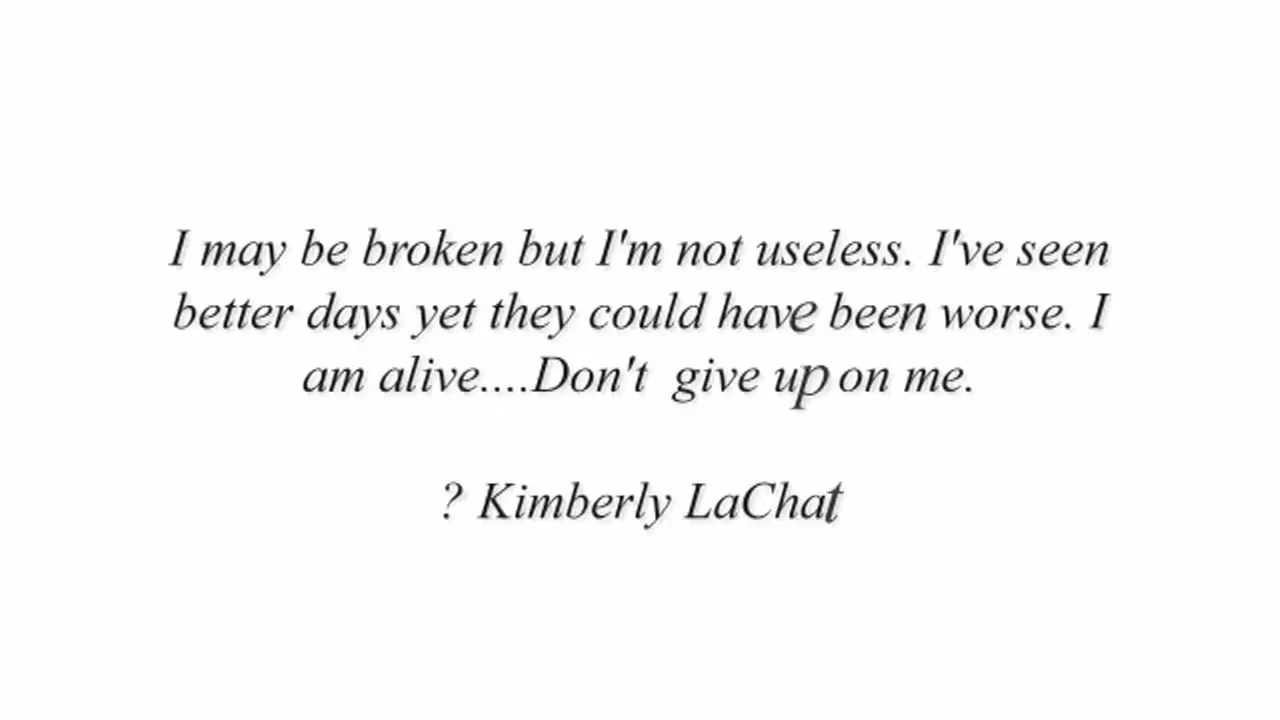 I may be broken but I'm not useless. I've seen
better days yet they could have been worse. I
am alive....Don't  give up on me.
? Kimberly LaChat